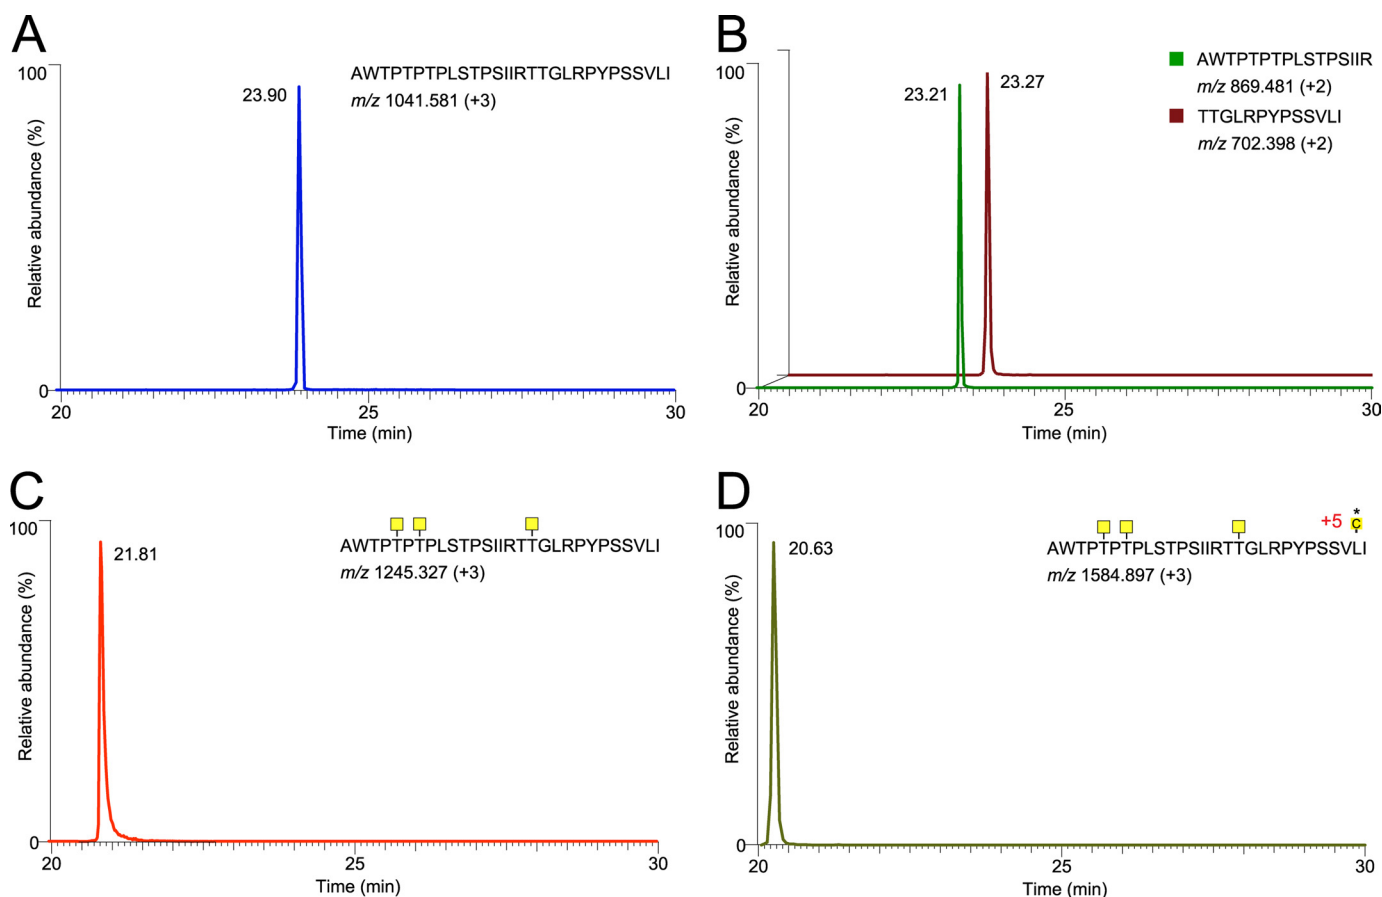 A
100
23.90
AWTPTPTPLSTPSIIRTTGLRPYPSSVLI
m/z 1041.581 (+3)
Relative abundance (%)
0
20
25
30
Time (min)
B
100
23.21
23.27
AWTPTPTPLSTPSIIR
m/z 869.481 (+2)
TTGLRPYPSSVLI
m/z 702.398 (+2)
Relative abundance (%)
0
20
25
30
Time (min)
C
100
21.81
AWTPTPTPLSTPSIIRTTGLRPYPSSVLI
m/z 1245.327 (+3)
Relative abundance (%)
0
20
25
30
Time (min)
D
100
20.63
*
+5 C
AWTPTPTPLSTPSIIRTTGLRPYPSSVLI
m/z 1584.897 (+3)
Relative abundance (%)
0
20
25
30
Time (min)